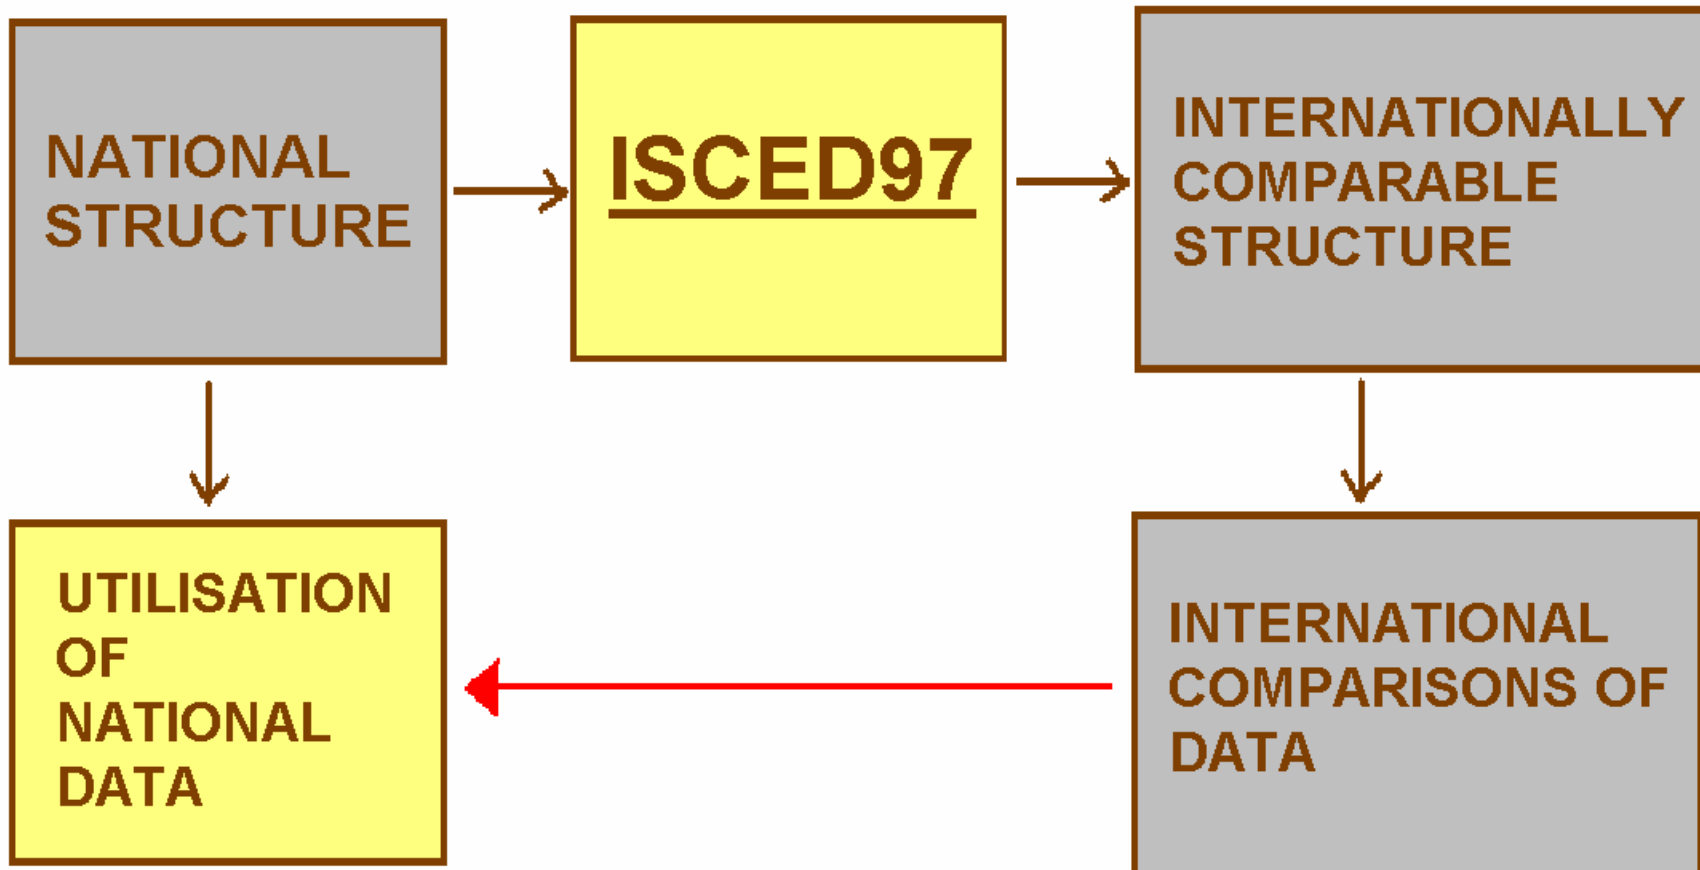 NATIONAL
STRUCTURE
ISCED97
INTERNATIONALLY
COMPARABLE
STRUCTURE
UTILISATION
OF
NATIONAL
DATA
INTERNATIONAL
COMPARISONS OF
DATA